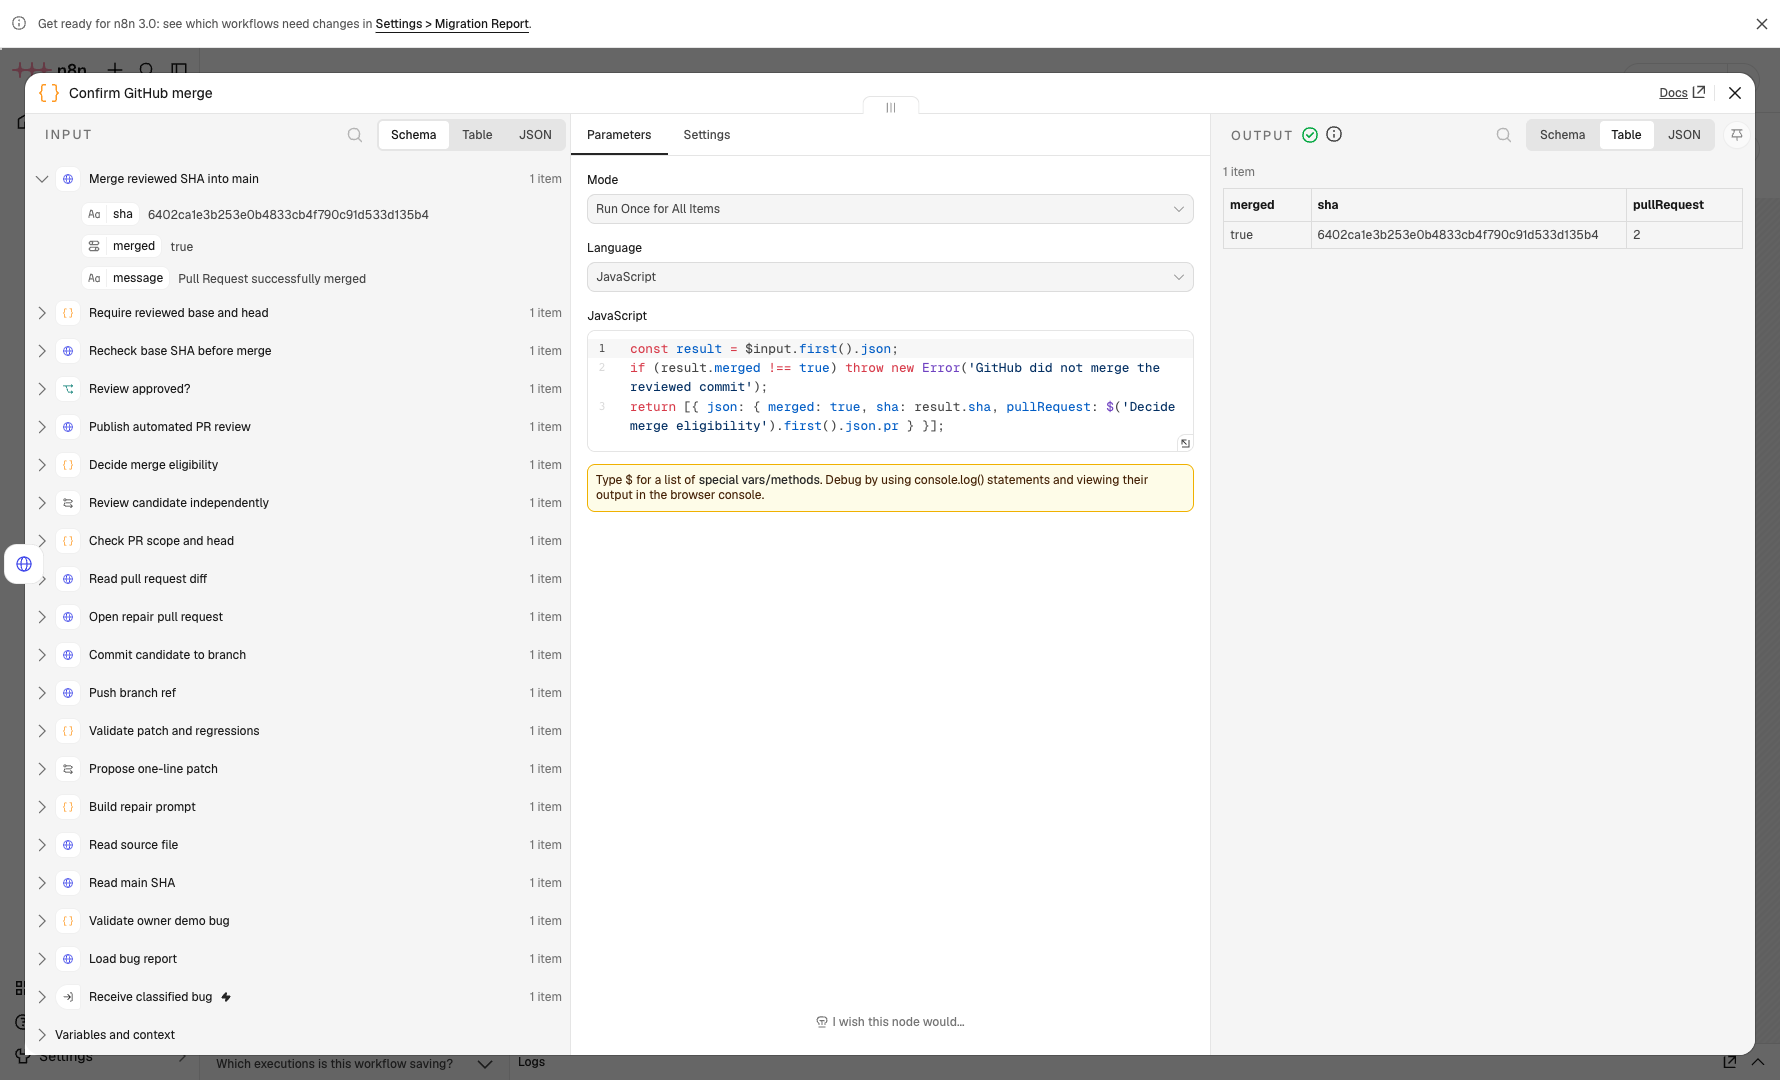 Get ready for n8n 3.0: see which workflows need changes in Settings > Migration Report.
n8n
Confirm GitHub merge
Docs
INPUT
Schema
Table
JSON
Merge reviewed SHA into main
1 item
Aa sha 6402ca1e3b253e0b4833cb4f790c91d533d135b4
merged true
Aa message Pull Request successfully merged
Require reviewed base and head
1 item
Recheck base SHA before merge
1 item
Review approved?
1 item
Publish automated PR review
1 item
Decide merge eligibility
1 item
Review candidate independently
1 item
Check PR scope and head
1 item
Read pull request diff
1 item
Open repair pull request
1 item
Commit candidate to branch
1 item
Push branch ref
1 item
Validate patch and regressions
1 item
Propose one-line patch
1 item
Build repair prompt
1 item
Read source file
1 item
Read main SHA
1 item
Validate owner demo bug
1 item
Load bug report
1 item
Receive classified bug
1 item
Variables and context
Parameters
Settings
Mode
Run Once for All Items
Language
JavaScript
JavaScript
1 const result = $input.first().json;
2 if (result.merged !== true) throw new Error('GitHub did not merge the
reviewed commit');
3 return [{ json: { merged: true, sha: result.sha, pullRequest: $('Decide
merge eligibility').first().json.pr } }];
Type $ for a list of special vars/methods. Debug by using console.log() statements and viewing their
output in the browser console.
I wish this node would...
OUTPUT
Schema
Table
JSON
1 item
merged sha pullRequest
true 6402ca1e3b253e0b4833cb4f790c91d533d135b4 2
Settings
Which executions is this workflow saving?
Logs